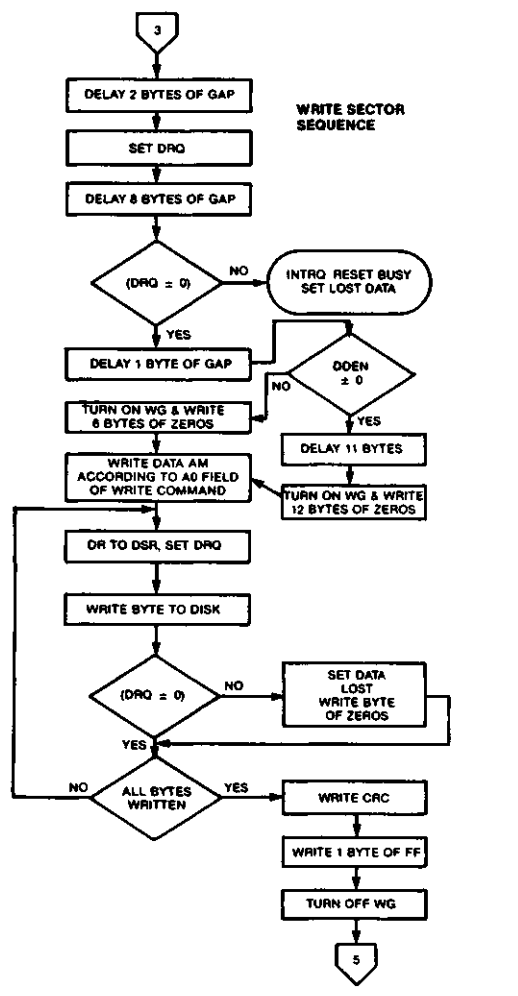 3
DELAY 2 BYTES OF GAP
WRITE SECTOR
SEQUENCE
SET DRQ
DELAY 8 BYTES OF GAP
(DRQ = 0)
NO
INTRQ RESET BUSY
SET LOST DATA
YES
DELAY 1 BYTE OF GAP
DDEN
= 0
NO
YES
TURN ON WG & WRITE
6 BYTES OF ZEROS
DELAY 11 BYTES
WRITE DATA AM
ACCORDING TO A0 FIELD
OF WRITE COMMAND
TURN ON WG & WRITE
12 BYTES OF ZEROS
DR TO DSR, SET DRQ
WRITE BYTE TO DISK
(DRQ = 0)
NO
SET DATA
LOST
WRITE BYTE
OF ZEROS
YES
NO
ALL BYTES
WRITTEN
YES
WRITE CRC
WRITE 1 BYTE OF FF
TURN OFF WG
5